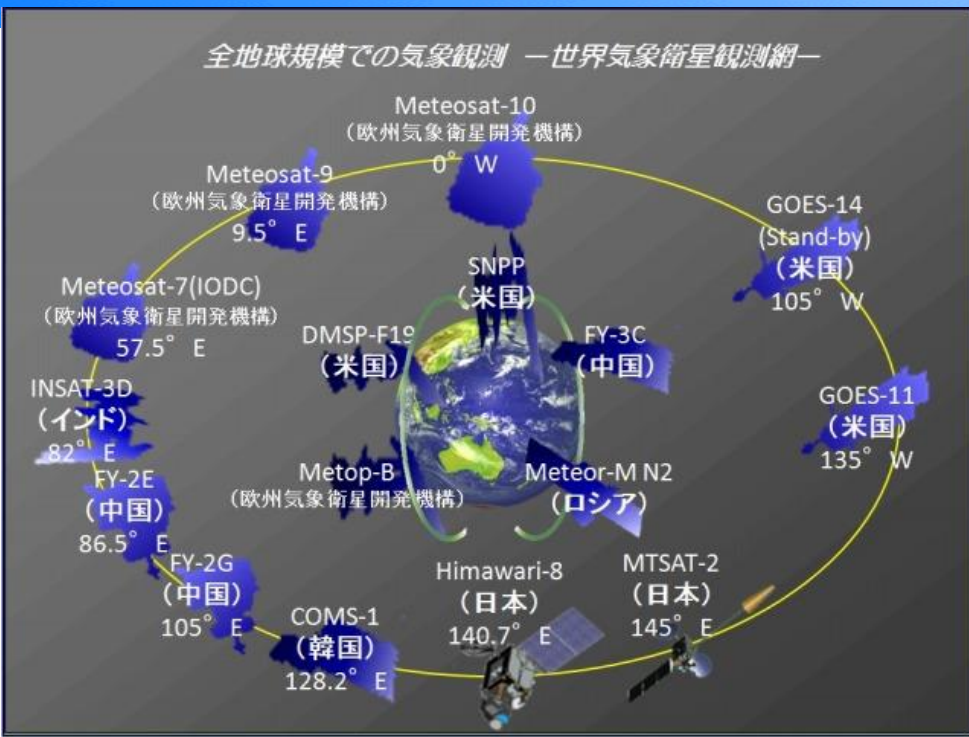 全地球規模での気象観測 －世界気象衛星観測網－
Meteosat-10
（欧州気象衛星開発機構）
0° W
Meteosat-9
（欧州気象衛星開発機構）
9.5° E
GOES-14
(Stand-by)
（米国）
105° W
SNPP
（米国）
Meteosat-7(IODC)
（欧州気象衛星開発機構）
57.5° E
DMSP-F19
（米国）
FY-3C
（中国）
INSAT-3D
（インド）
82° E
GOES-11
（米国）
135° W
FY-2E
（中国）
86.5° E
Metop-B
（欧州気象衛星開発機構）
Meteor-M N2
（ロシア）
FY-2G
（中国）
105° E
COMS-1
（韓国）
128.2° E
Himawari-8
（日本）
140.7° E
MTSAT-2
（日本）
145° E